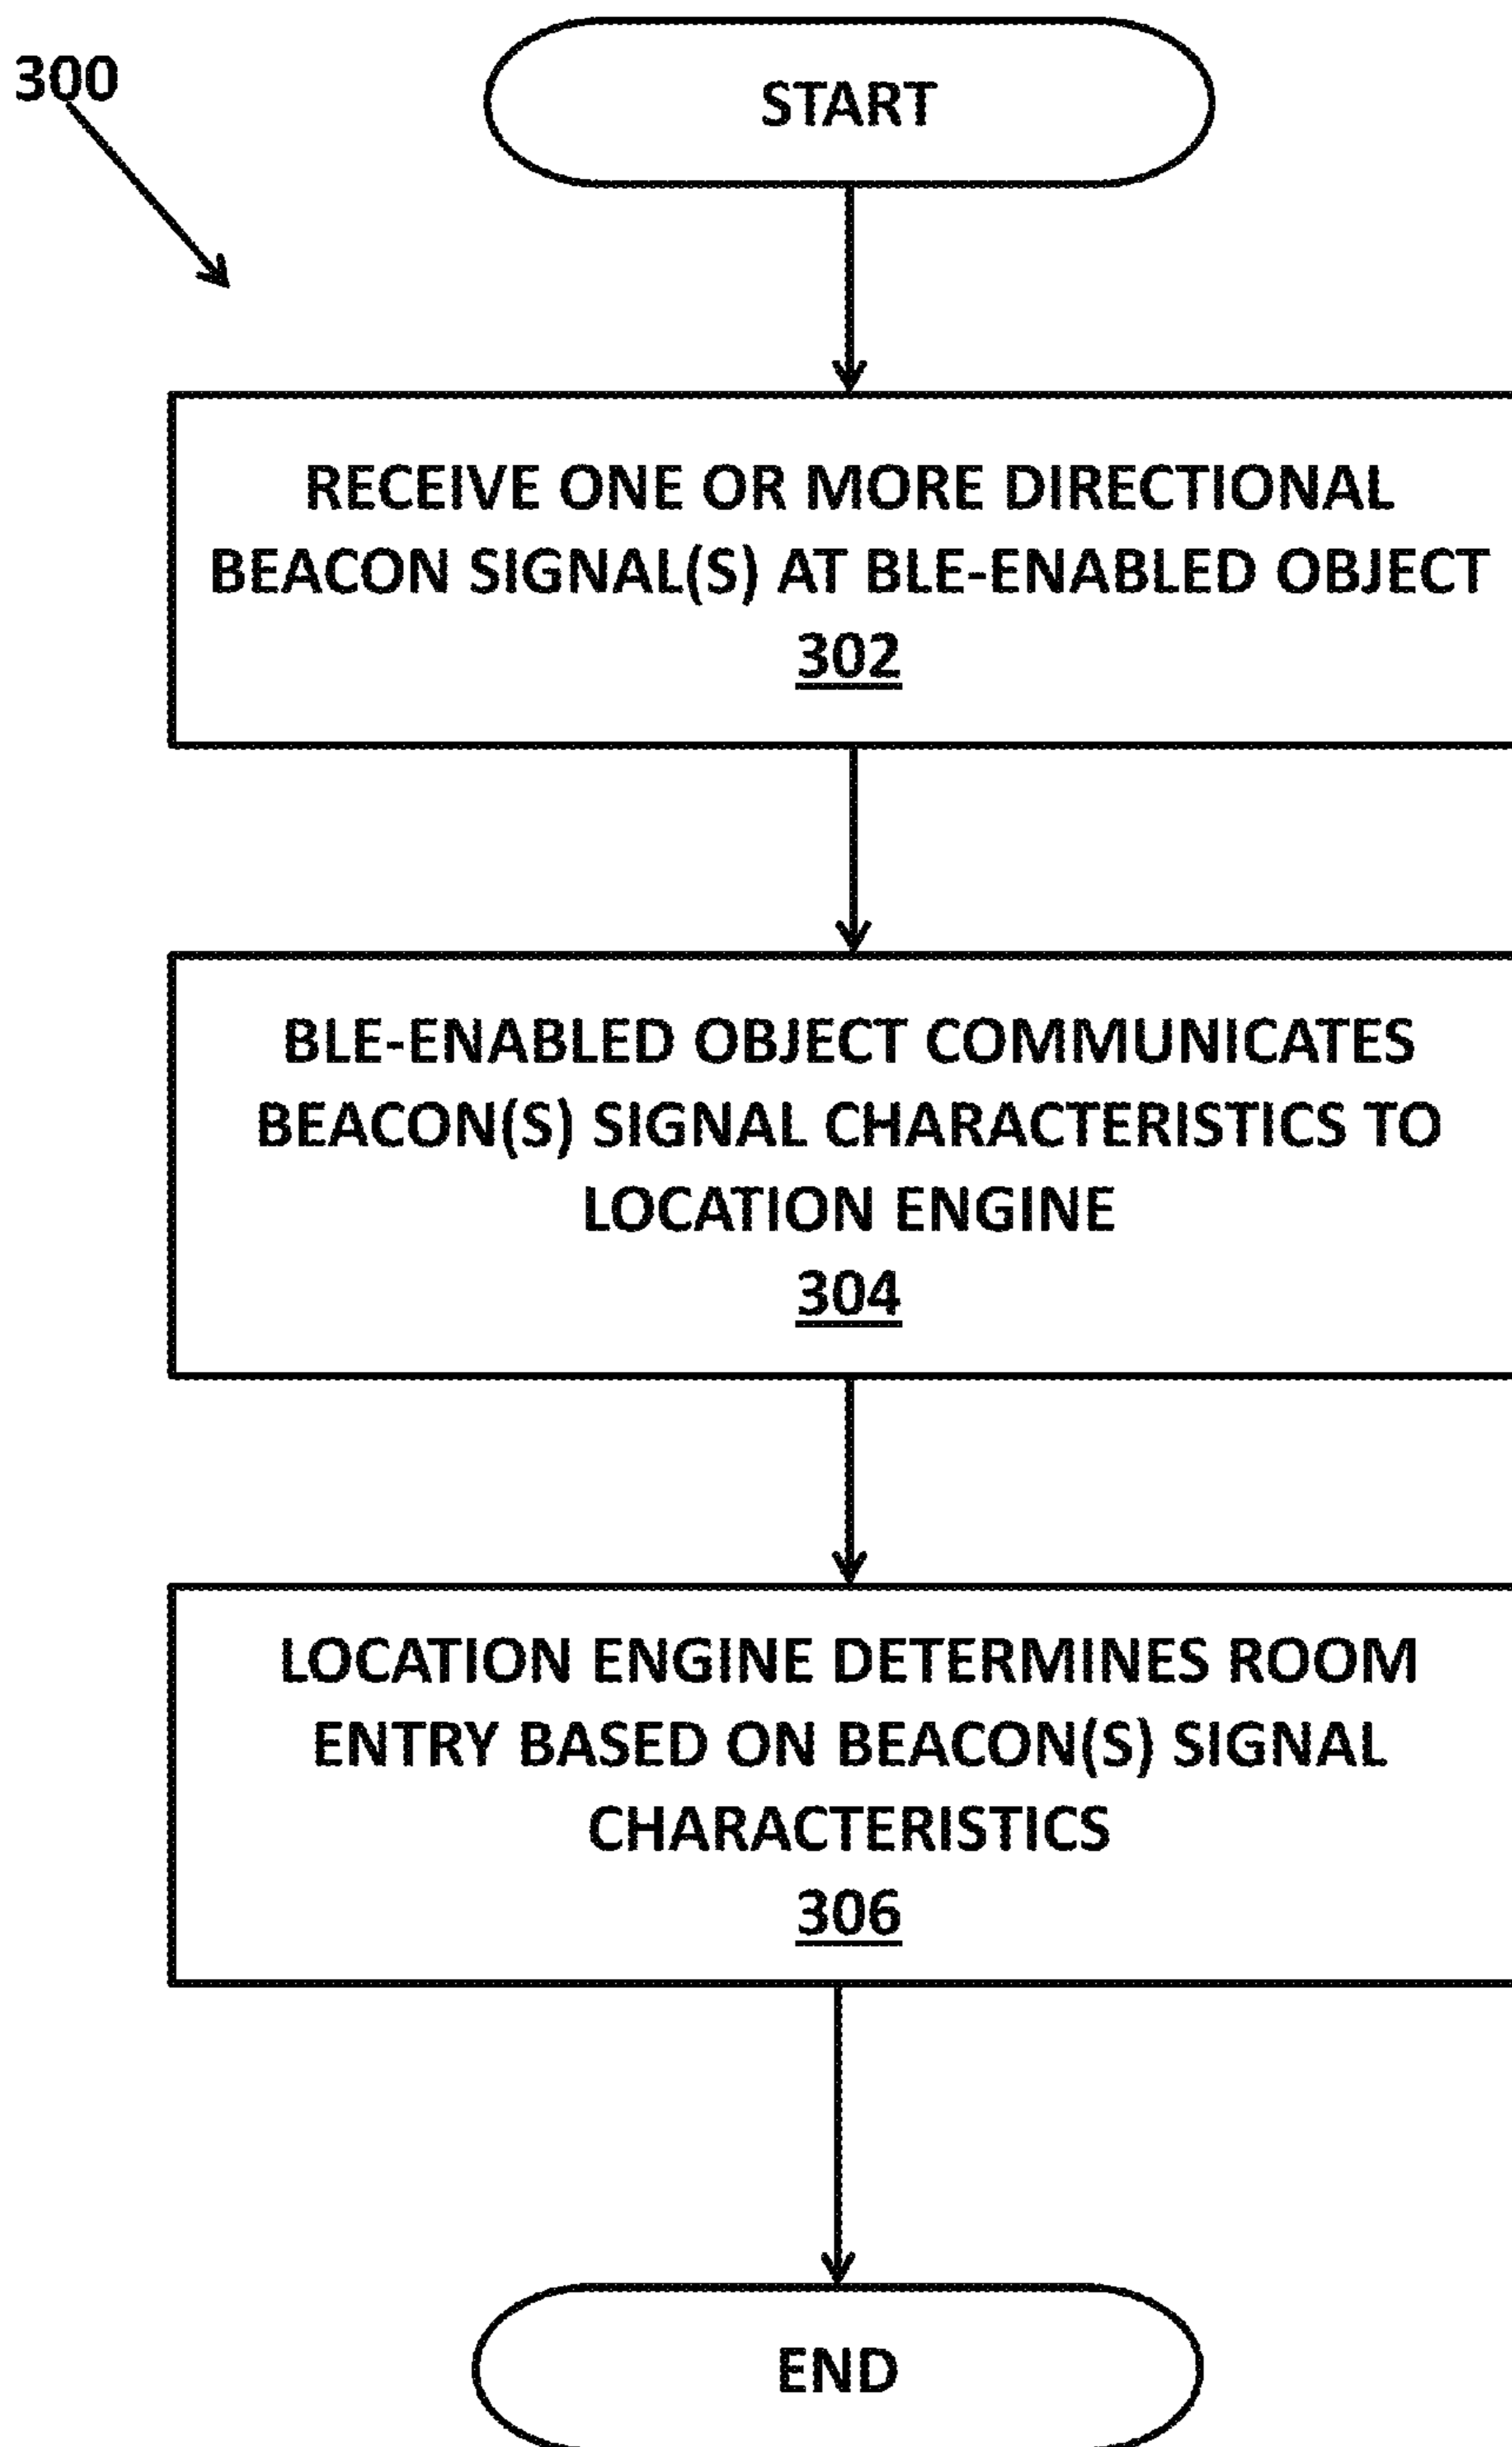 300
START
RECEIVE ONE OR MORE DIRECTIONAL
BEACON SIGNAL(S) AT BLE-ENABLED OBJECT
302
BLE-ENABLED OBJECT COMMUNICATES
BEACON(S) SIGNAL CHARACTERISTICS TO
LOCATION ENGINE
304
LOCATION ENGINE DETERMINES ROOM
ENTRY BASED ON BEACON(S) SIGNAL
CHARACTERISTICS
306
END